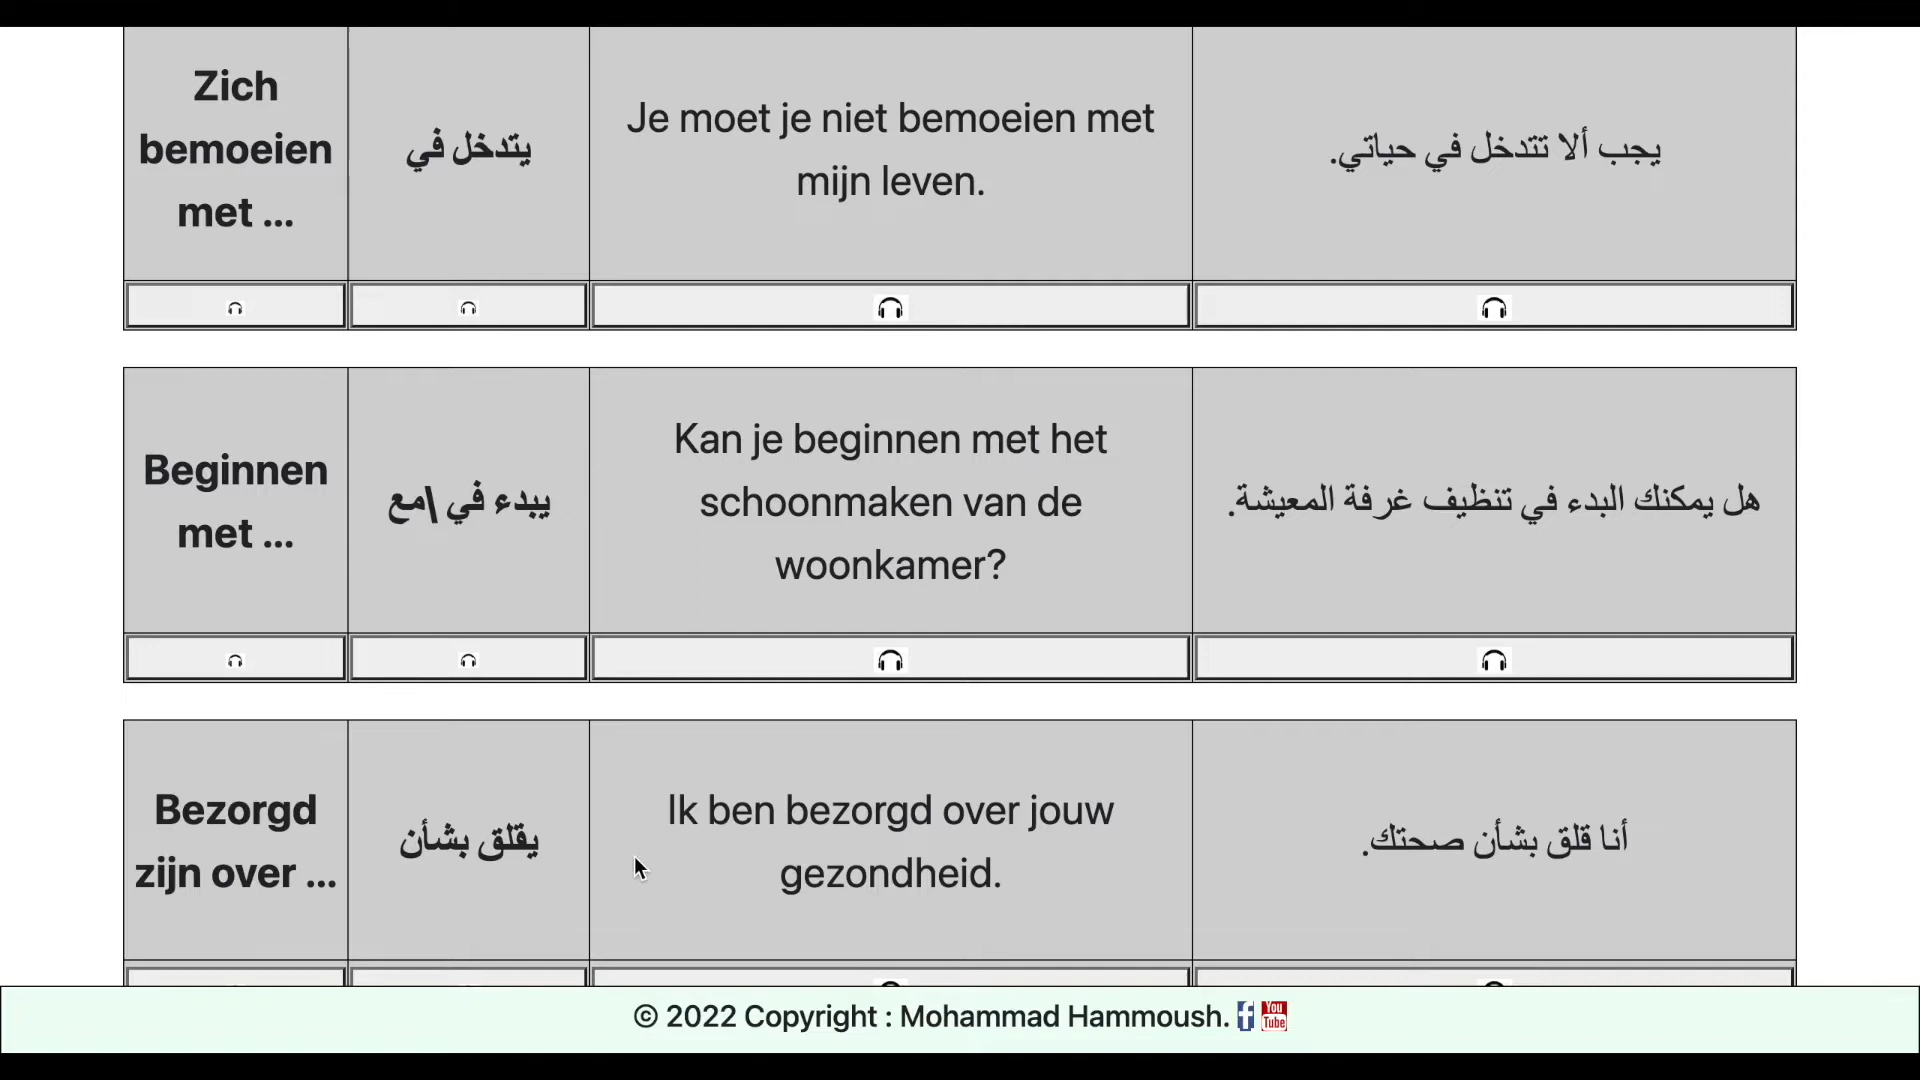 Zich
bemoeien
met ...
يتدخل في
Je moet je niet bemoeien met
mijn leven.
يجب ألا تتدخل في حياتي.
Beginnen
met ...
يبدء في \مع
Kan je beginnen met het
schoonmaken van de
woonkamer?
هل يمكنك البدء في تنظيف غرفة المعيشة.
Bezorgd
zijn over ...
يقلق بشأن
Ik ben bezorgd over jouw
gezondheid.
أنا قلق بشأن صحتك.
© 2022 Copyright : Mohammad Hammoush. f You Tube